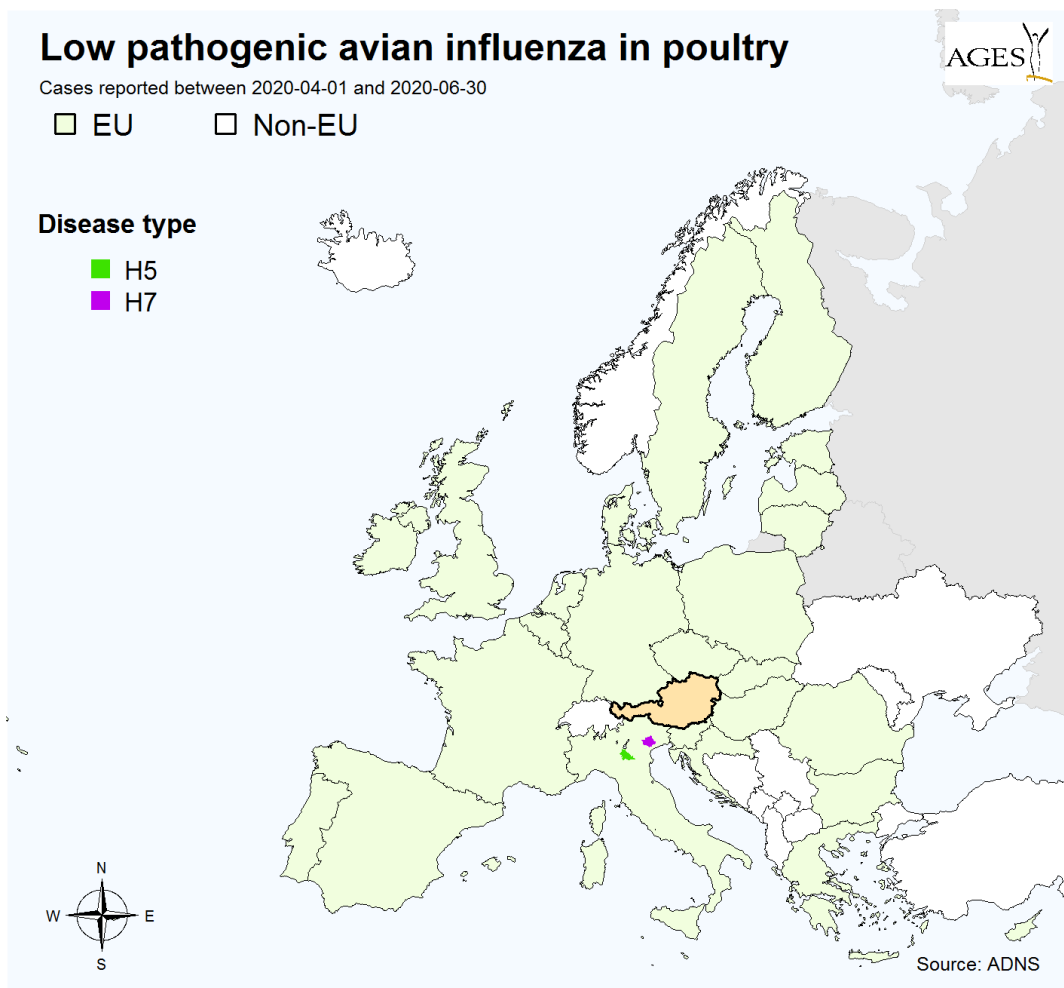 Low pathogenic avian influenza in poultry
Cases reported between 2020-04-01 and 2020-06-30
EU Non-EU
AGES
Disease type
H5
H7
N
W E
S
Source: ADNS